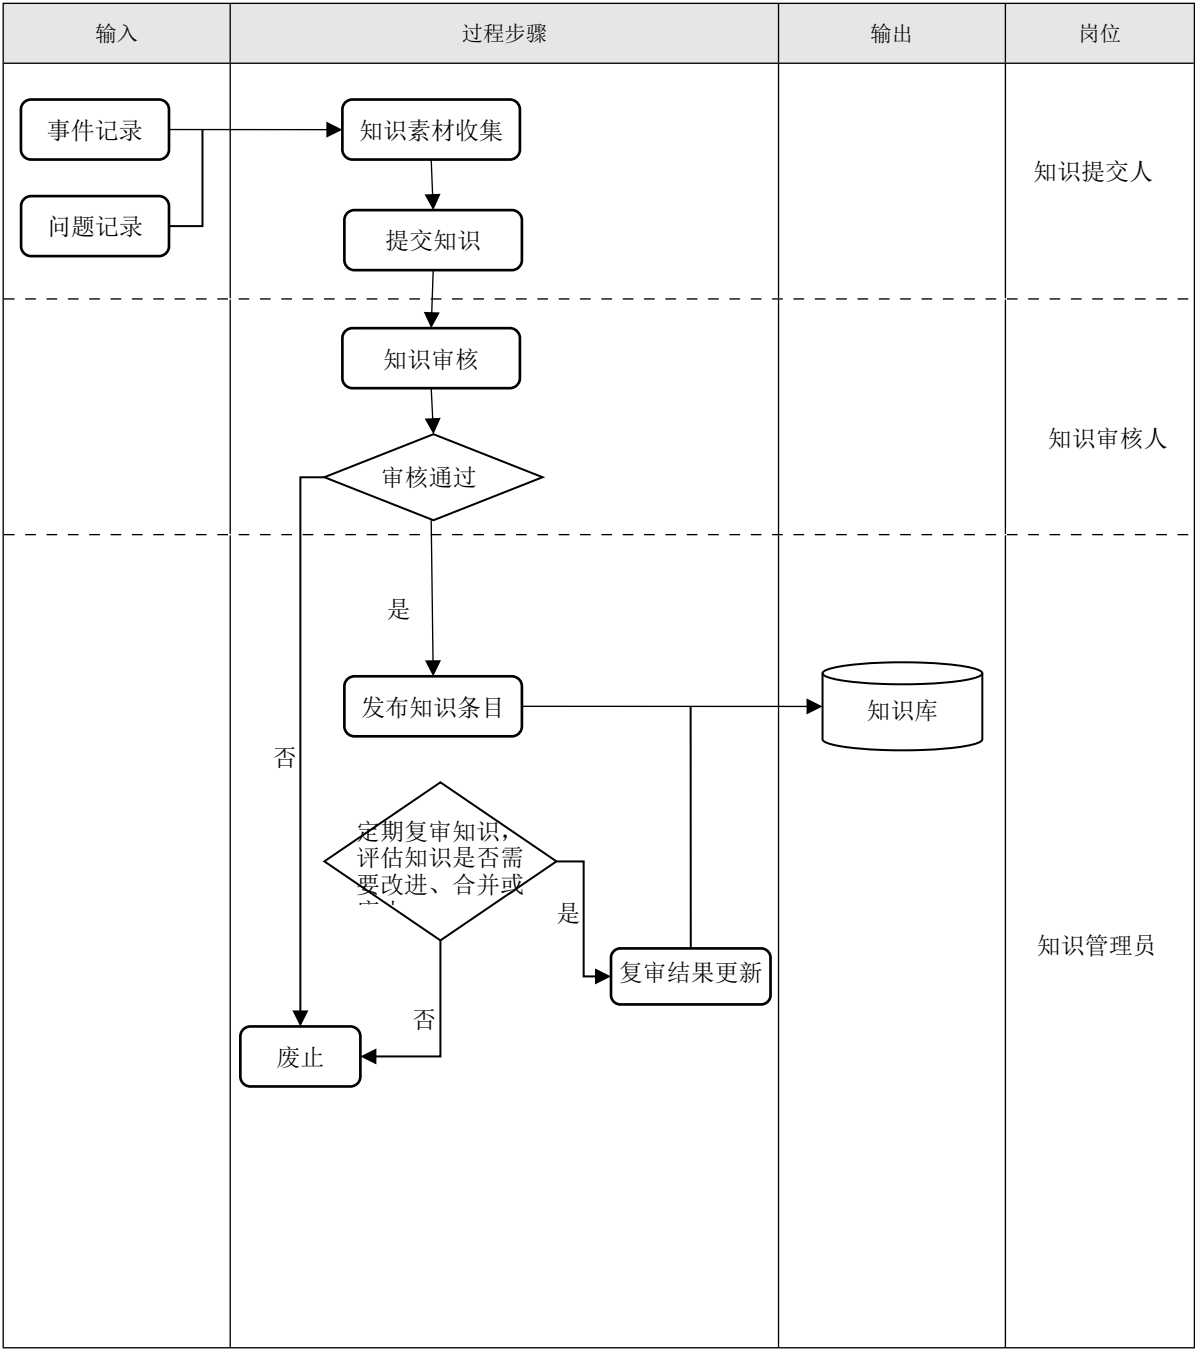 输入
过程步骤
输出
岗位
事件记录
知识素材收集
知识提交人
问题记录
提交知识
知识审核
知识审核人
审核通过
是
发布知识条目
知识库
否
定期复审知识，
评估知识是否需
要改进、合并或
是
知识管理员
复审结果更新
否
废止